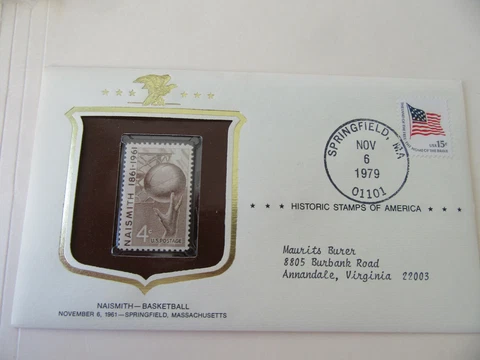 NAISMITH 1861-1961
4¢ U.S. POSTAGE
NAISMITH—BASKETBALL
NOVEMBER 6, 1961—SPRINGFIELD, MASSACHUSETTS
SPRINGFIELD, MA
NOV
6
1979
01101
USA 15c
★ ★ ★ HISTORIC STAMPS OF AMERICA ★ ★ ★
Maurits Burer
8805 Burbank Road
Annandale, Virginia 22003